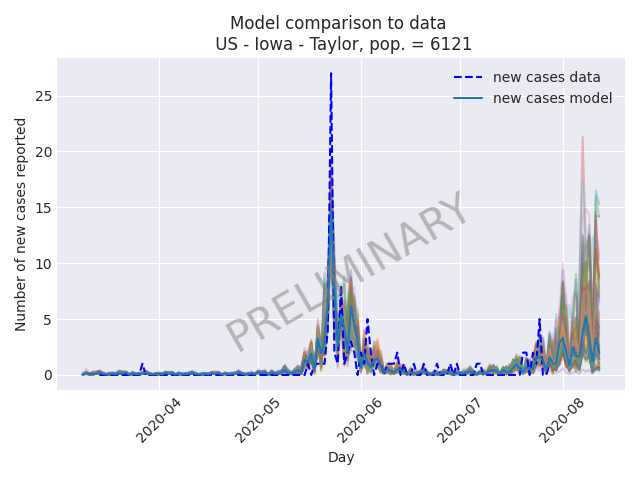 Model comparison to data
US - Iowa - Taylor, pop. = 6121
new cases data
new cases model
Number of new cases reported
25
20
15
10
5
0
PRELIMINARY
2020-04
2020-05
2020-06
2020-07
2020-08
Day